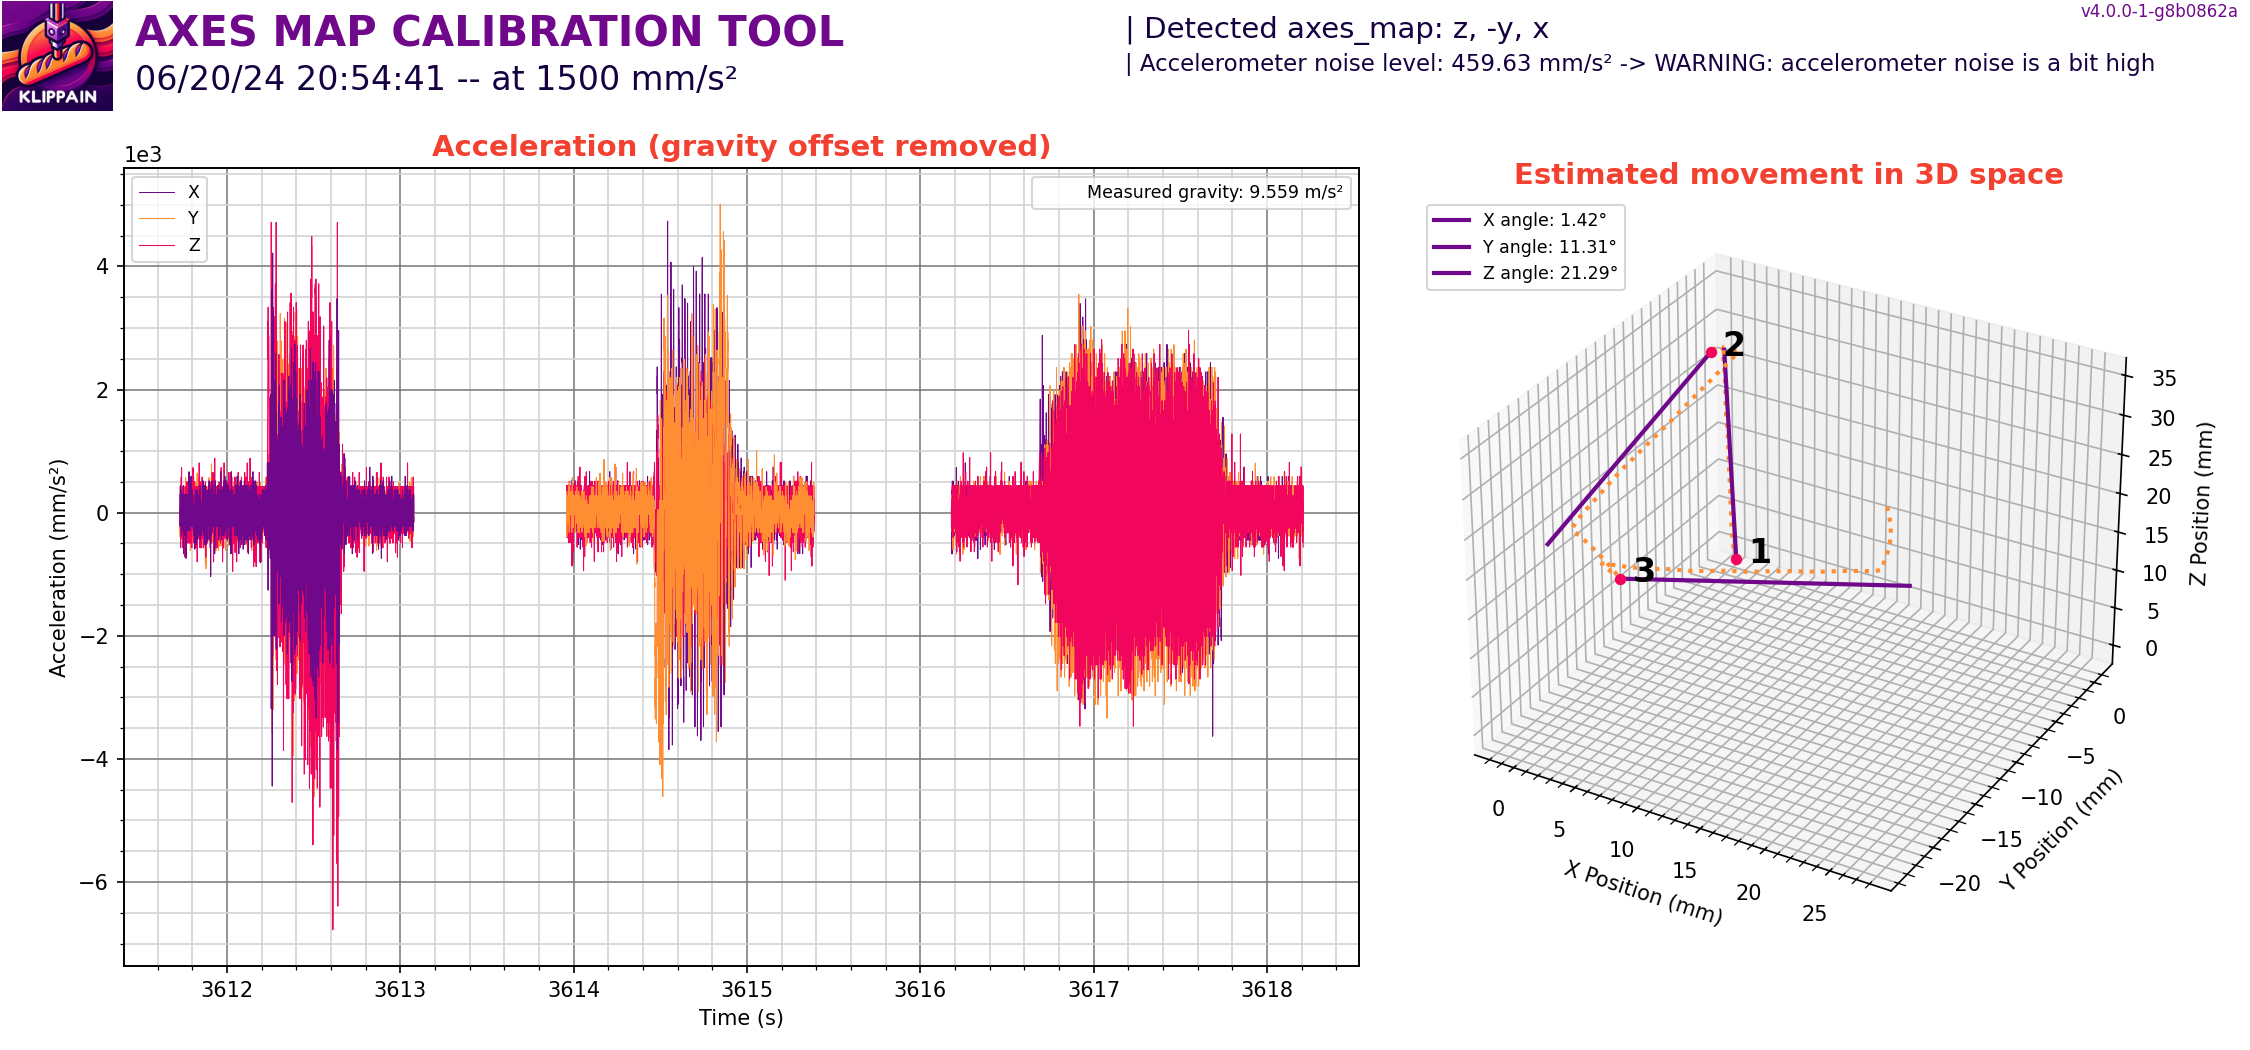 KLIPPAIN
AXES MAP CALIBRATION TOOL
06/20/24 20:54:41 -- at 1500 mm/s²
| Detected axes_map: z, -y, x
| Accelerometer noise level: 459.63 mm/s² -> WARNING: accelerometer noise is a bit high
v4.0.0-1-g8b0862a
Acceleration (gravity offset removed)
1e3
X
Y
Z
Measured gravity: 9.559 m/s²
4
2
0
−2
−4
−6
Acceleration (mm/s²)
3612
3613
3614
3615
3616
3617
3618
Time (s)
Estimated movement in 3D space
X angle: 1.42°
Y angle: 11.31°
Z angle: 21.29°
2
1
3
35
30
25
20
15
10
5
0
Z Position (mm)
0
−5
−10
−15
−20
Y Position (mm)
0
5
10
15
20
25
X Position (mm)